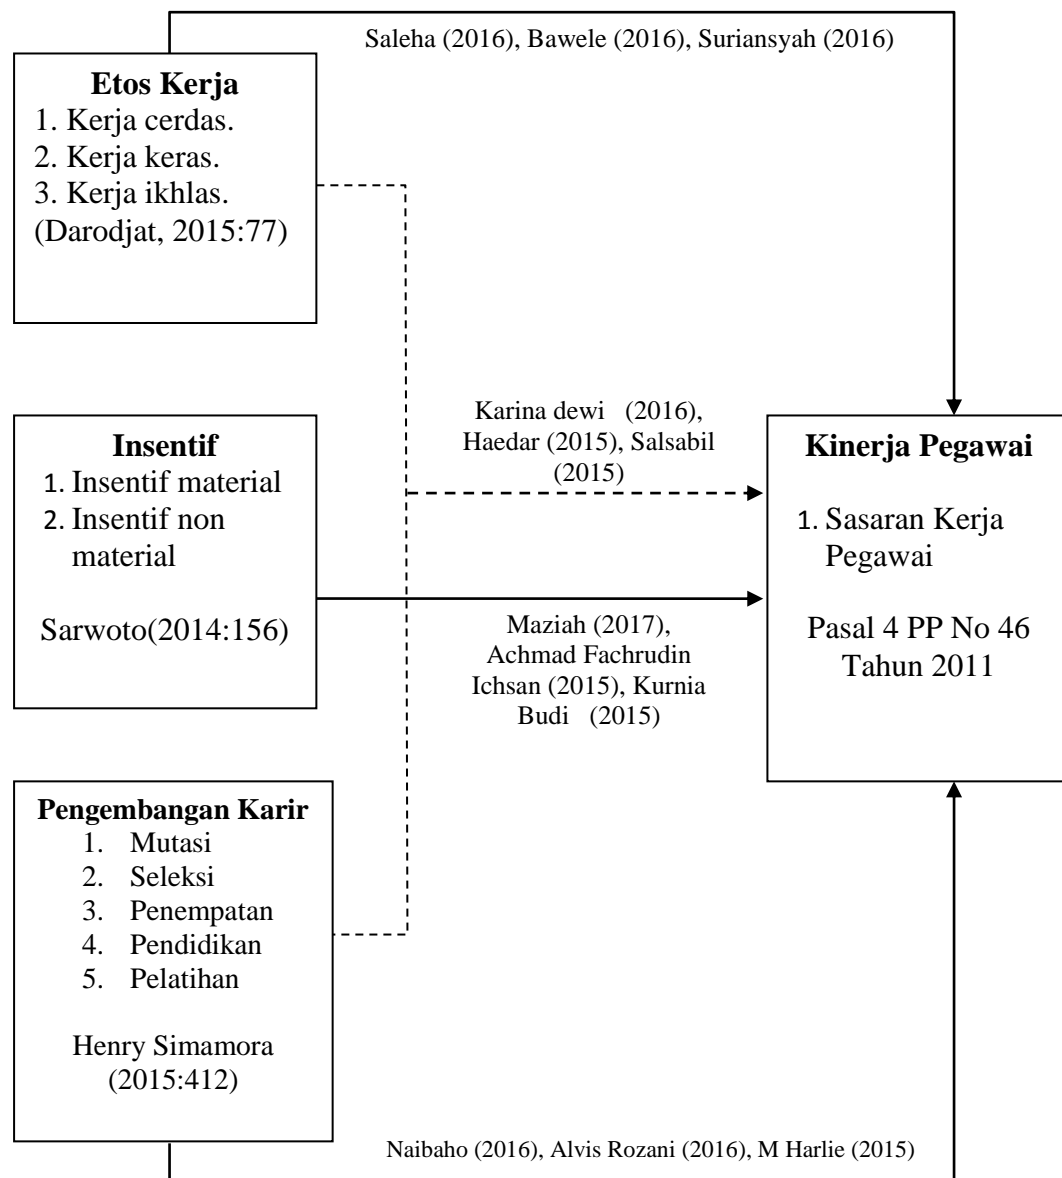 Saleha (2016), Bawele (2016), Suriansyah (2016)
Etos Kerja
1. Kerja cerdas.
2. Kerja keras.
3. Kerja ikhlas.
(Darodjat, 2015:77)
Insentif
1. Insentif material
2. Insentif non
material
Sarwoto(2014:156)
Karina dewi (2016),
Haedar (2015), Salsabil
(2015)
Maziah (2017),
Achmad Fachrudin
Ichsan (2015), Kurnia
Budi (2015)
Kinerja Pegawai
1. Sasaran Kerja
Pegawai
Pasal 4 PP No 46
Tahun 2011
Pengembangan Karir
1. Mutasi
2. Seleksi
3. Penempatan
4. Pendidikan
5. Pelatihan
Henry Simamora
(2015:412)
Naibaho (2016), Alvis Rozani (2016), M Harlie (2015)